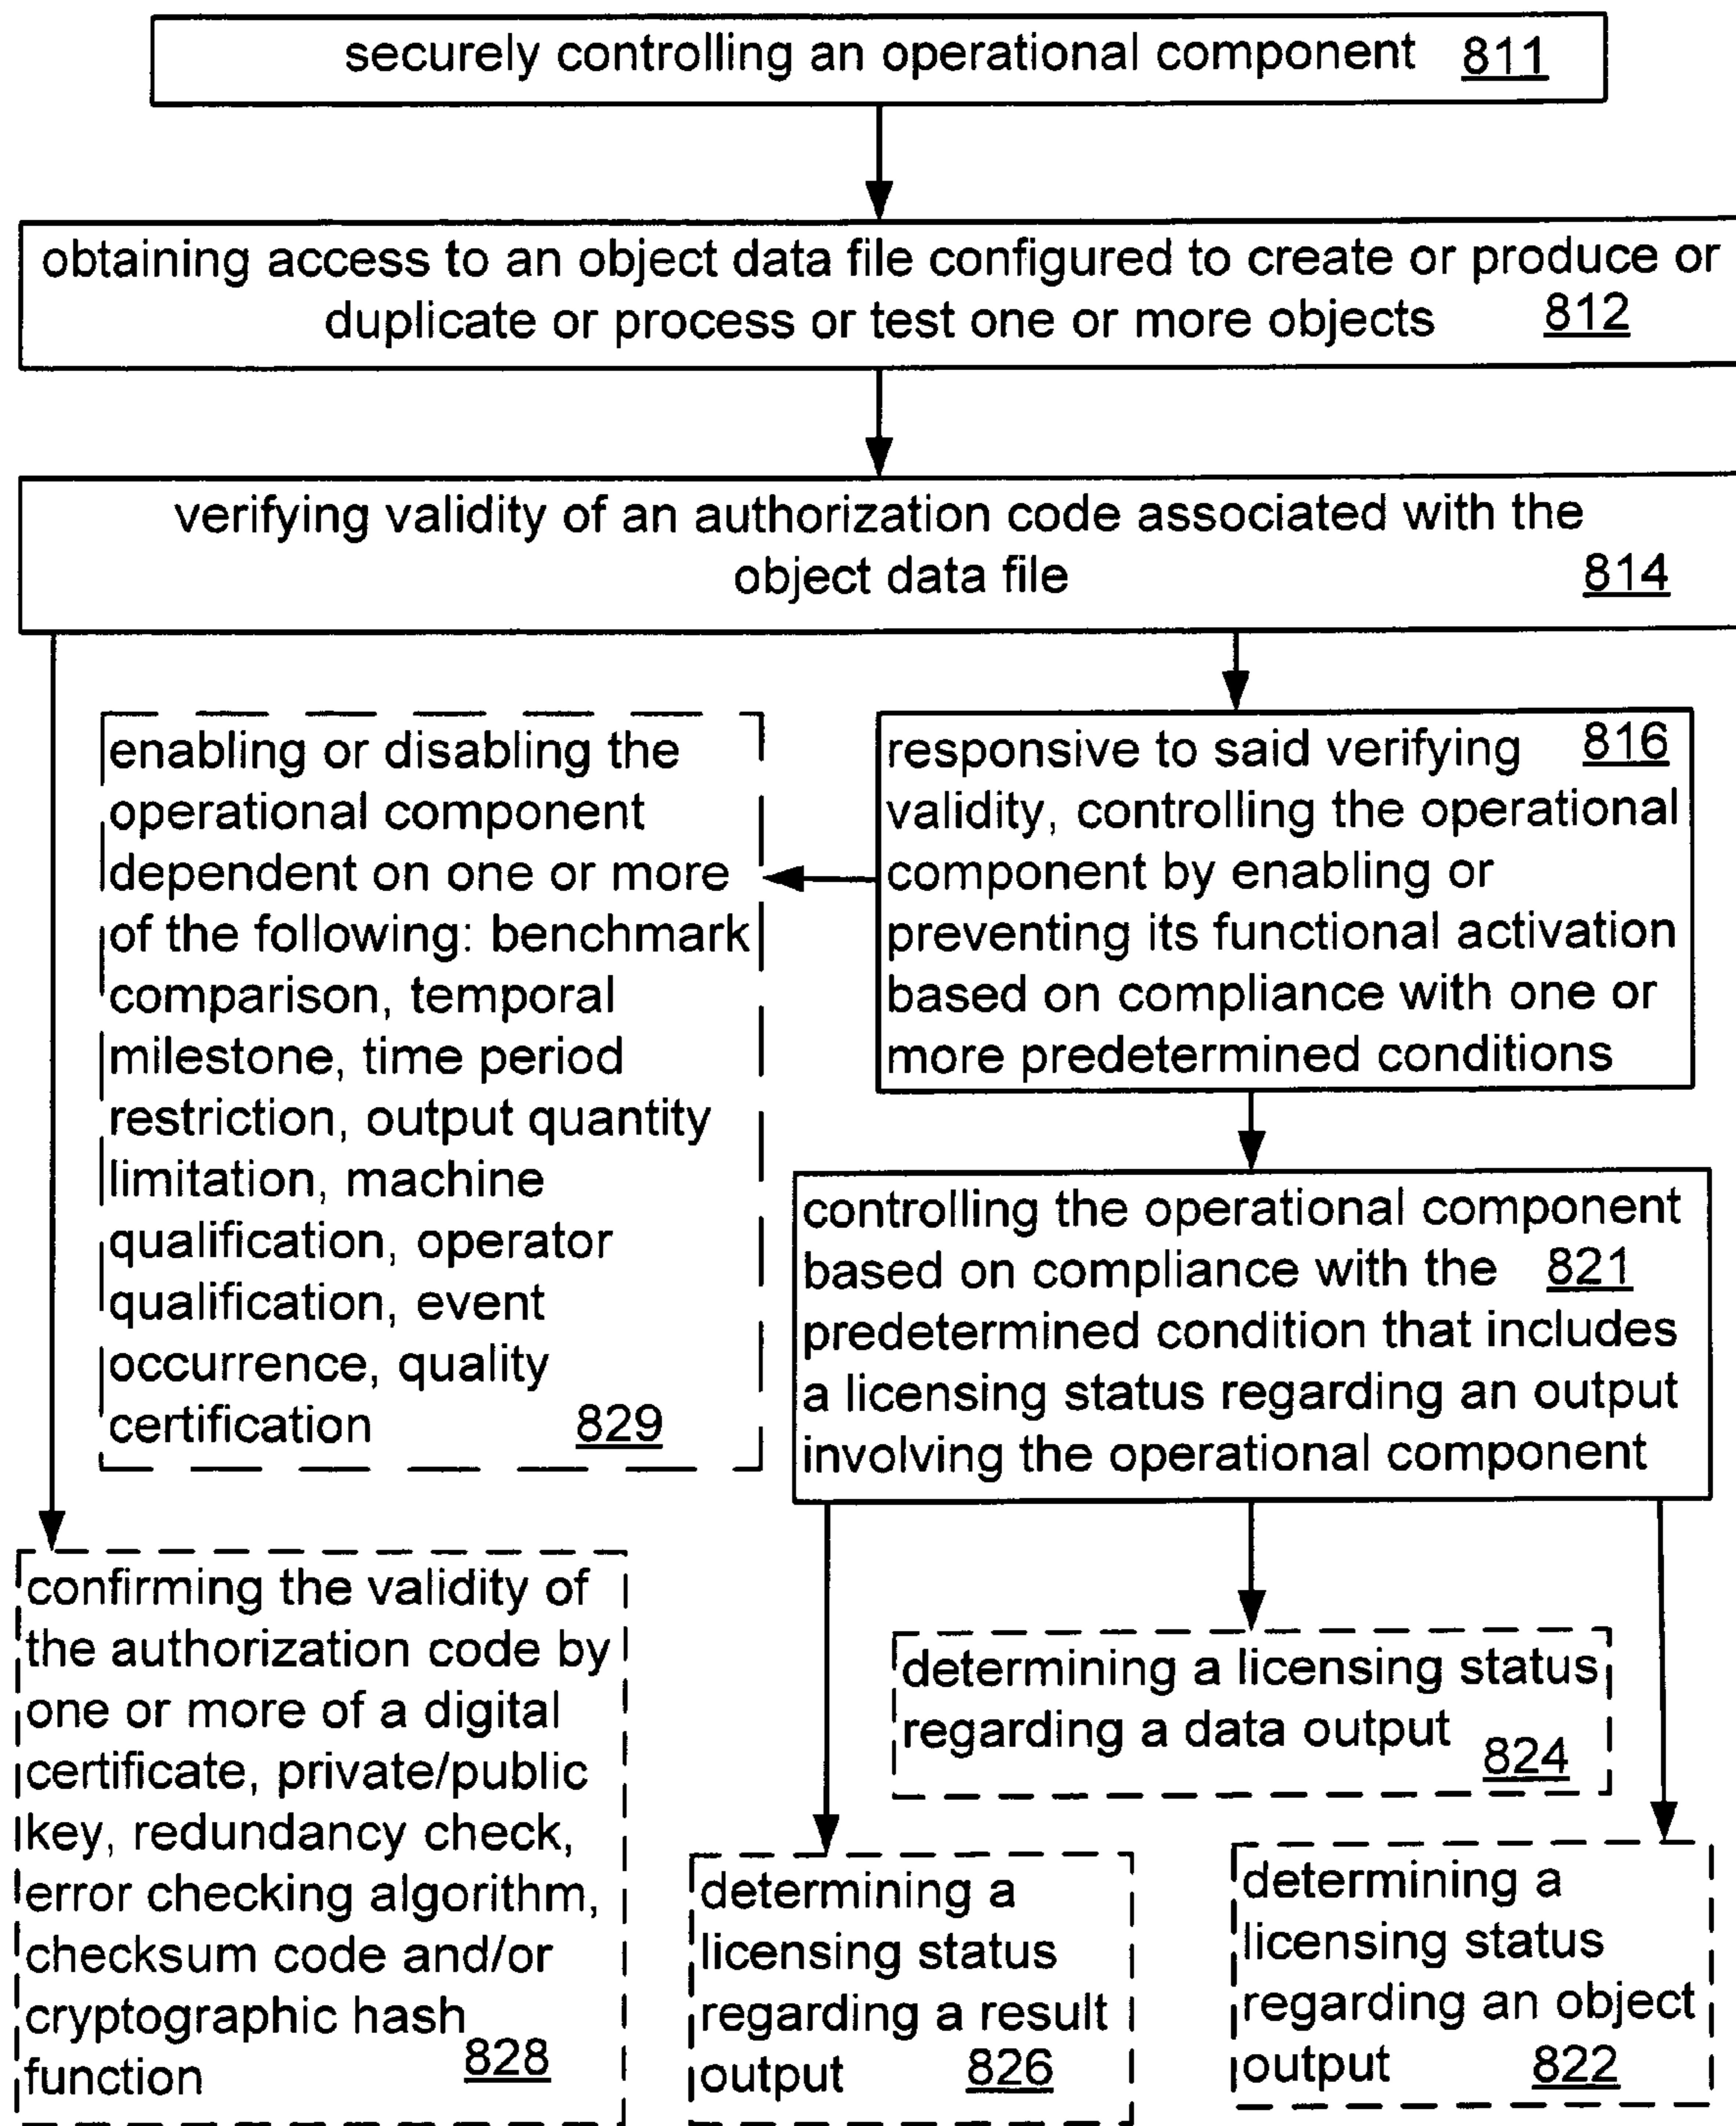 securely controlling an operational component 811
obtaining access to an object data file configured to create or produce or
duplicate or process or test one or more objects 812
verifying validity of an authorization code associated with the
object data file 814
enabling or disabling the
operational component
dependent on one or more
of the following: benchmark
comparison, temporal
milestone, time period
restriction, output quantity
limitation, machine
qualification, operator
qualification, event
occurrence, quality
certification 829
responsive to said verifying 816
validity, controlling the operational
component by enabling or
preventing its functional activation
based on compliance with one or
more predetermined conditions
controlling the operational component
based on compliance with the 821
predetermined condition that includes
a licensing status regarding an output
involving the operational component
confirming the validity of
the authorization code by
one or more of a digital
certificate, private/public
key, redundancy check,
error checking algorithm,
checksum code and/or
cryptographic hash
function 828
determining a licensing status
regarding a data output 824
determining a
licensing status
regarding a result
output 826
determining a
licensing status
regarding an object
output 822